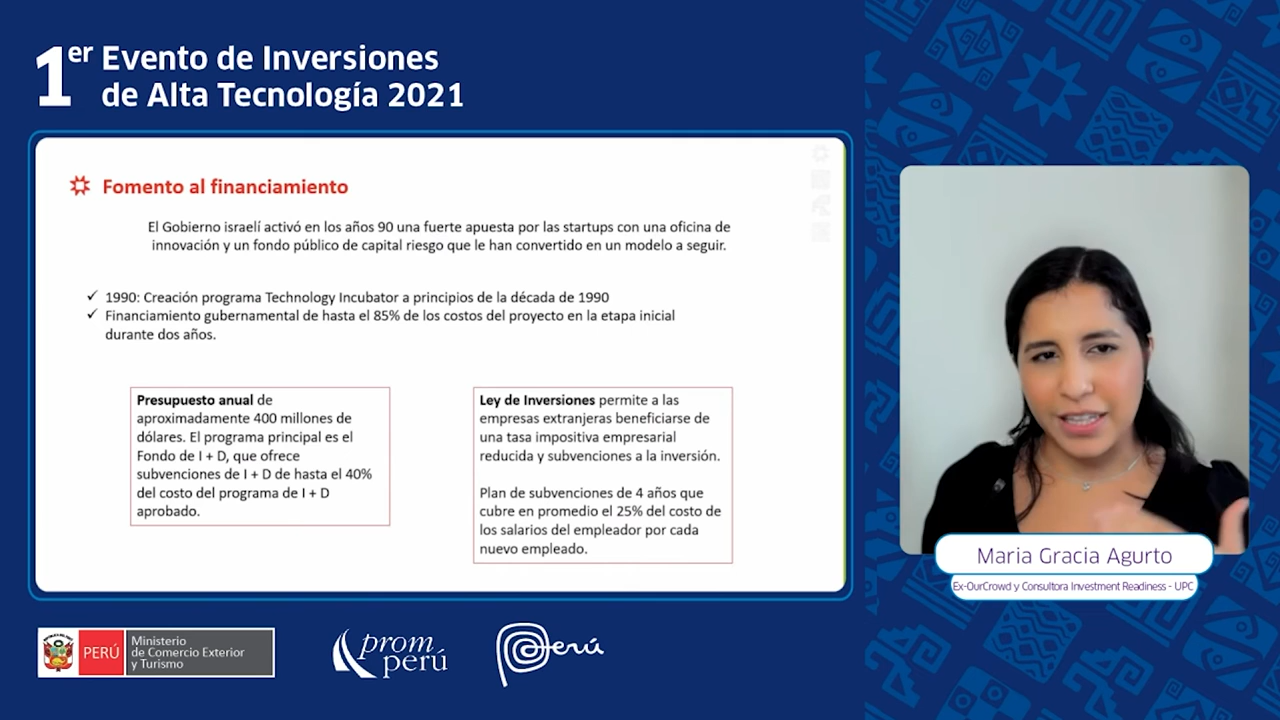 1er Evento de Inversiones
de Alta Tecnología 2021
Fomento al financiamiento
El Gobierno israelí activó en los años 90 una fuerte apuesta por las startups con una oficina de
innovación y un fondo público de capital riesgo que le han convertido en un modelo a seguir.
✓ 1990: Creación programa Technology Incubator a principios de la década de 1990
✓ Financiamiento gubernamental de hasta el 85% de los costos del proyecto en la etapa inicial
durante dos años.
Presupuesto anual de
aproximadamente 400 millones de
dólares. El programa principal es el
Fondo de I + D, que ofrece
subvenciones de I + D de hasta el 40%
del costo del programa de I + D
aprobado.
Ley de Inversiones permite a las
empresas extranjeras beneficiarse de
una tasa impositiva empresarial
reducida y subvenciones a la inversión.
Plan de subvenciones de 4 años que
cubre en promedio el 25% del costo de
los salarios del empleador por cada
nuevo empleado.
Maria Gracia Agurto
Ex-OurCrowd y Consultora Investment Readiness - UPC
PERÚ
Ministerio
de Comercio Exterior
y Turismo
prom
perú
Perú